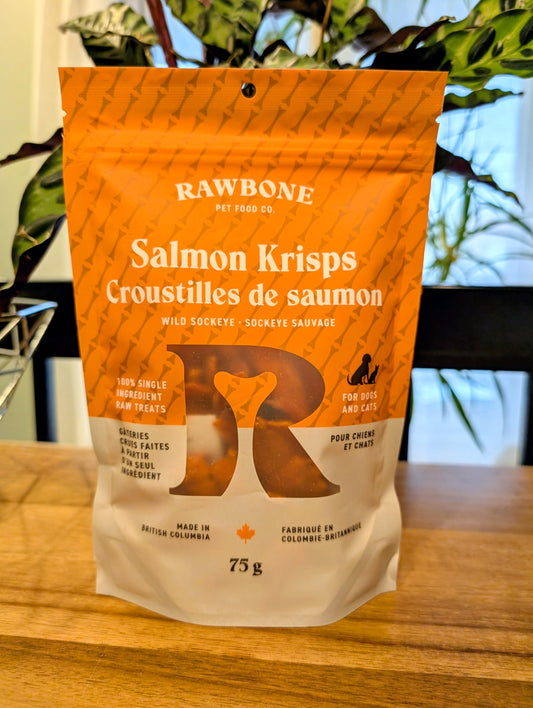 RAWBONE
PET FOOD CO.
Salmon Krisps
Croustilles de saumon
WILD SOCKEYE · SOCKEYE SAUVAGE
100% SINGLE
INGREDIENT
RAW TREATS
FOR DOGS
AND CATS
GÂTERIES
CRUES FAITES
À PARTIR
D'UN SEUL
INGRÉDIENT
POUR CHIENS
ET CHATS
R
MADE IN
BRITISH COLUMBIA
FABRIQUÉ EN
COLOMBIE-BRITANNIQUE
75 g